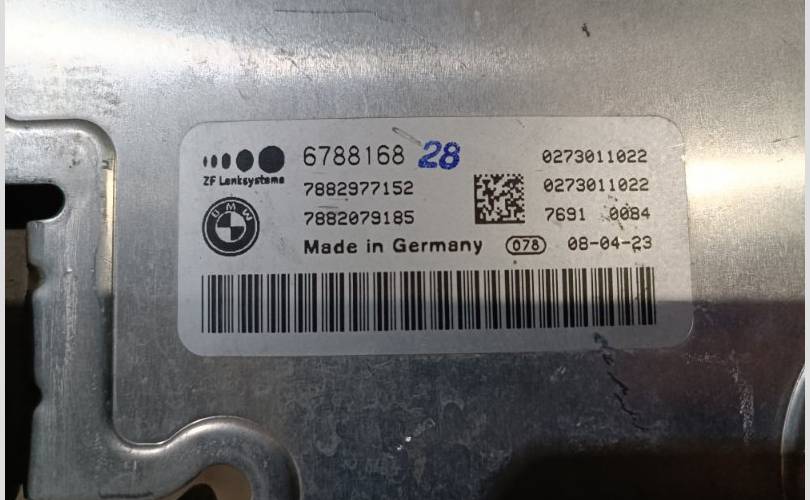 6788168 28 0273011022
ZF Lenksysteme
7882977152 0273011022
BMW
7882079185 7691 0084
Made in Germany 078 08-04-23